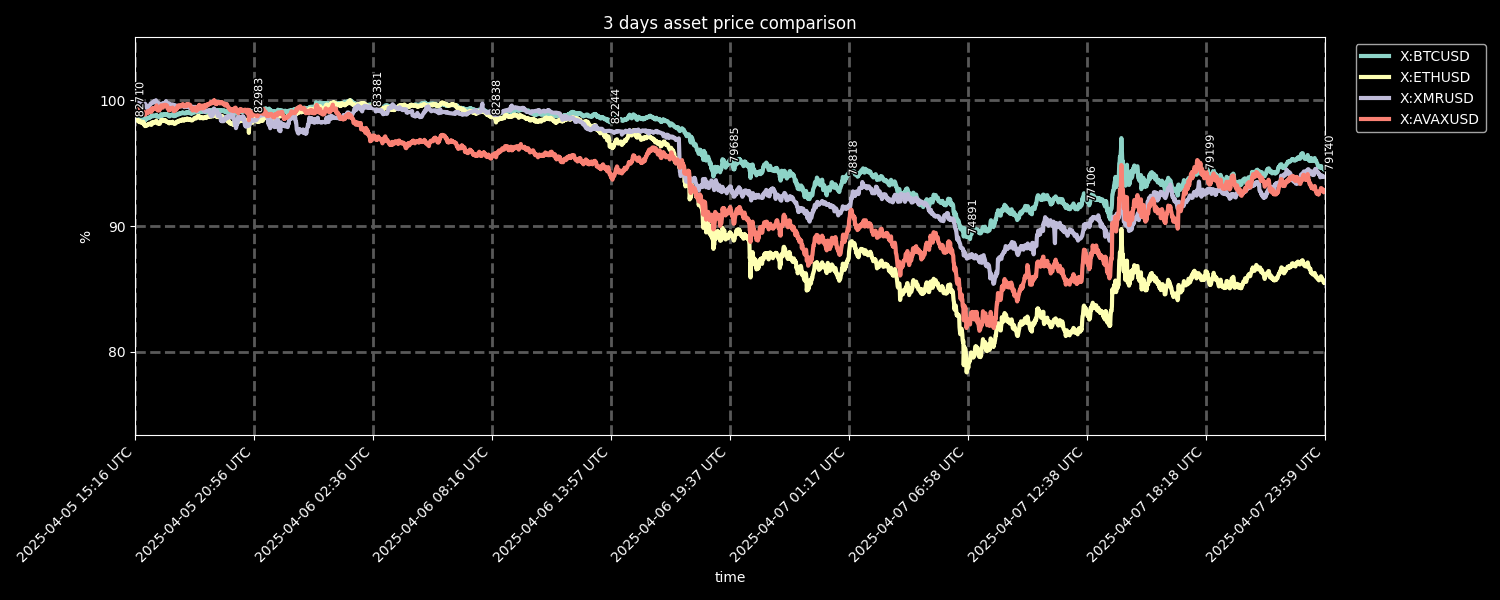 3 days asset price comparison
X:BTCUSD
X:ETHUSD
X:XMRUSD
X:AVAXUSD
100
90
80
%
82710
82983
83381
82838
82244
79685
78818
74891
77106
79199
79140
2025-04-05 15:16 UTC
2025-04-05 20:56 UTC
2025-04-06 02:36 UTC
2025-04-06 08:16 UTC
2025-04-06 13:57 UTC
2025-04-06 19:37 UTC
2025-04-07 01:17 UTC
2025-04-07 06:58 UTC
2025-04-07 12:38 UTC
2025-04-07 18:18 UTC
2025-04-07 23:59 UTC
time